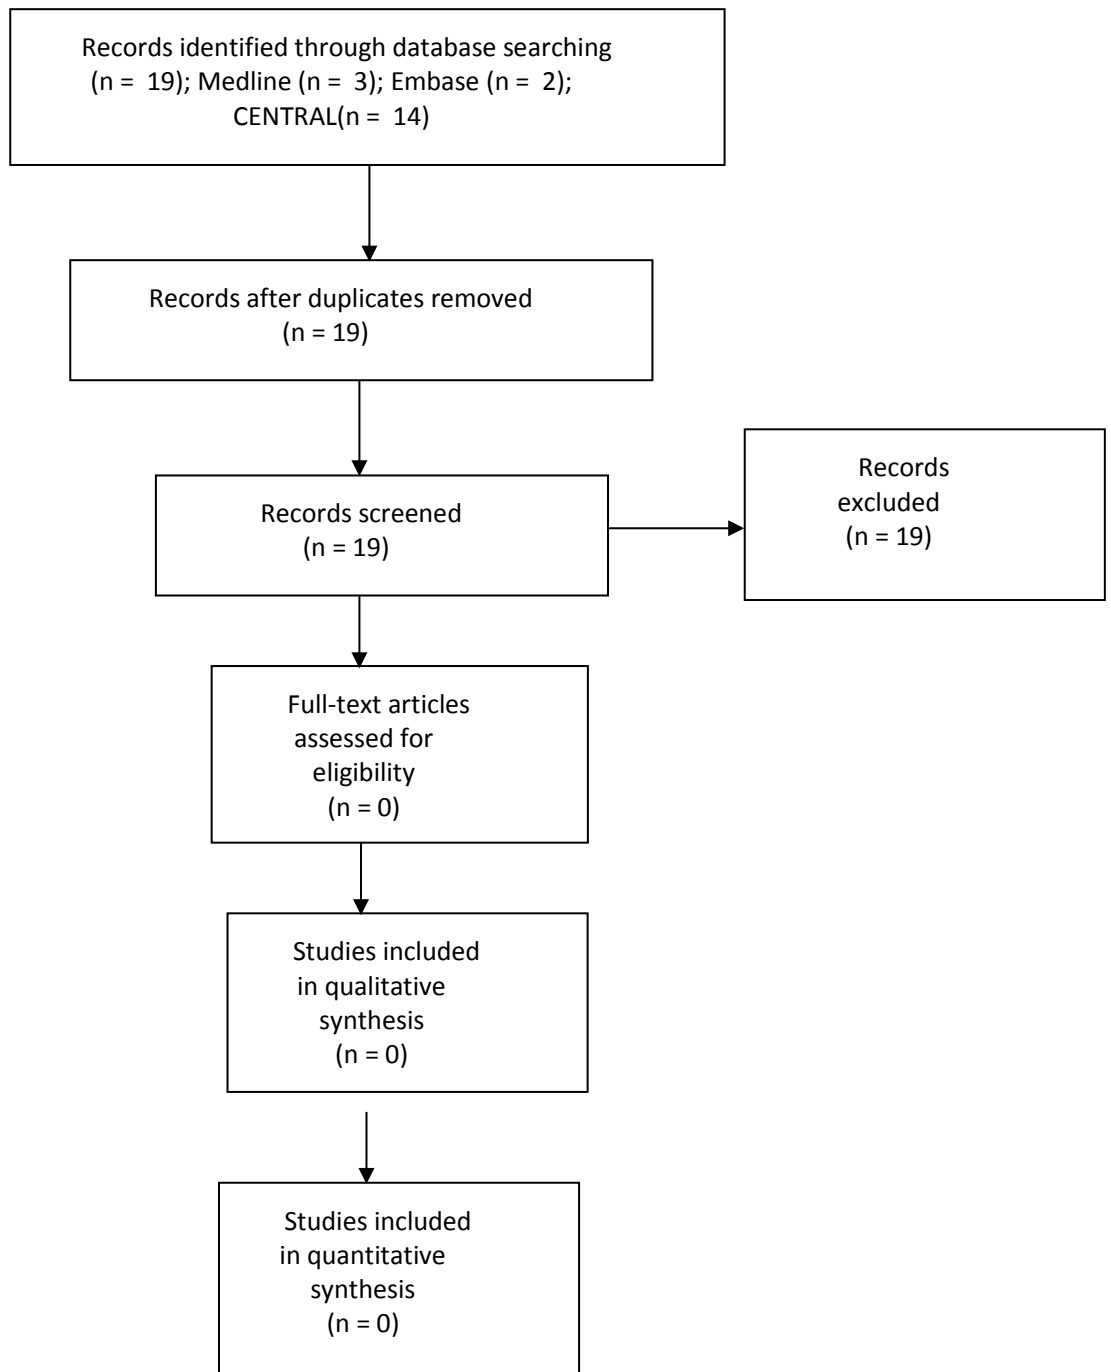 Records identified through database searching
(n = 19); Medline (n = 3); Embase (n = 2);
CENTRAL(n = 14)
Records after duplicates removed
(n = 19)
Records screened
(n = 19)
Records
excluded
(n = 19)
Full-text articles
assessed for
eligibility
(n = 0)
Studies included
in qualitative
synthesis
(n = 0)
Studies included
in quantitative
synthesis
(n = 0)